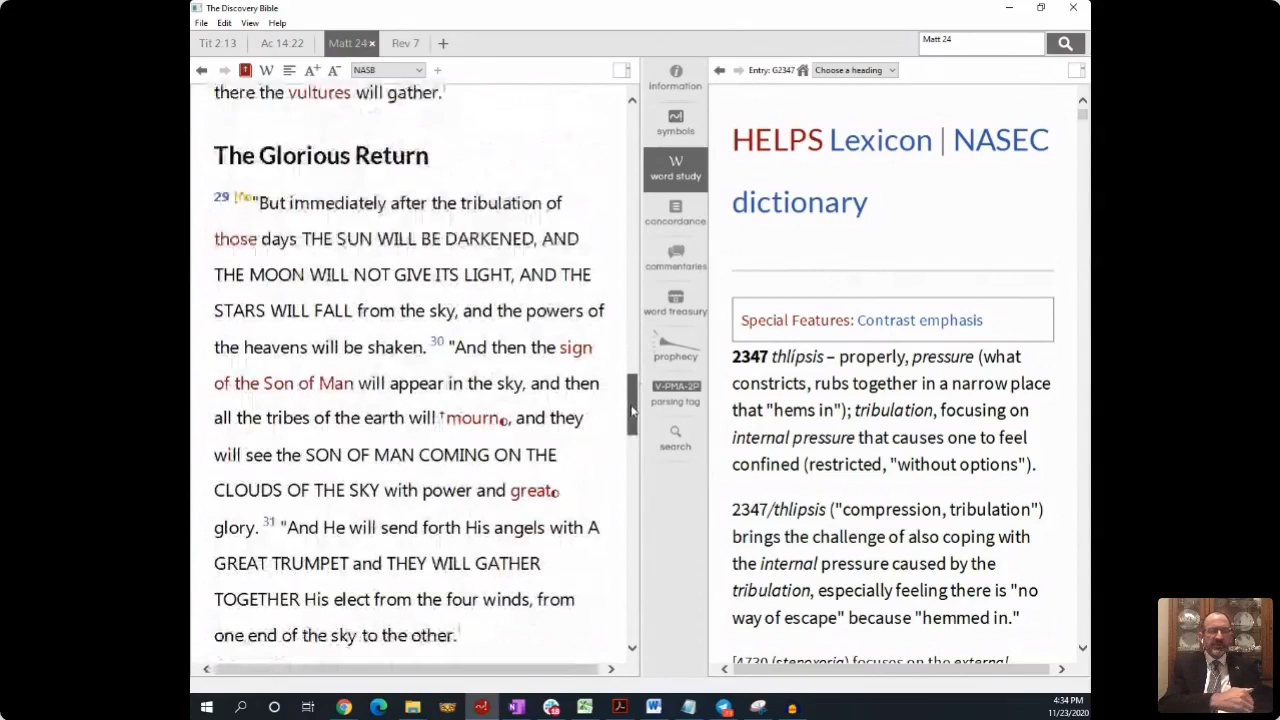 The Discovery Bible
File Edit View Help
Tit 2:13 Ac 14:22 Matt 24 Rev 7
Matt 24
W A+ A- NASB
there the vultures will gather.
The Glorious Return
29 "But immediately after the tribulation of
those days THE SUN WILL BE DARKENED, AND
THE MOON WILL NOT GIVE ITS LIGHT, AND THE
STARS WILL FALL from the sky, and the powers of
the heavens will be shaken. 30 "And then the sign
of the Son of Man will appear in the sky, and then
all the tribes of the earth will mourn, and they
will see the SON OF MAN COMING ON THE
CLOUDS OF THE SKY with power and great
glory. 31 "And He will send forth His angels with A
GREAT TRUMPET and THEY WILL GATHER
TOGETHER His elect from the four winds, from
one end of the sky to the other.
information
symbols
W
word study
concordance
commentaries
word treasury
prophecy
V-PMA-2P
parsing tag
search
Entry: G2347 Choose a heading
HELPS Lexicon | NASEC
dictionary
Special Features: Contrast emphasis
2347 thlípsis – properly, pressure (what
constricts, rubs together in a narrow place
that "hems in"); tribulation, focusing on
internal pressure that causes one to feel
confined (restricted, "without options").
2347/thlípsis ("compression, tribulation")
brings the challenge of also coping with
the internal pressure caused by the
tribulation, especially feeling there is "no
way of escape" because "hemmed in."
[4730 (stenoxoria) focuses on the external
4:34 PM
11/23/2020